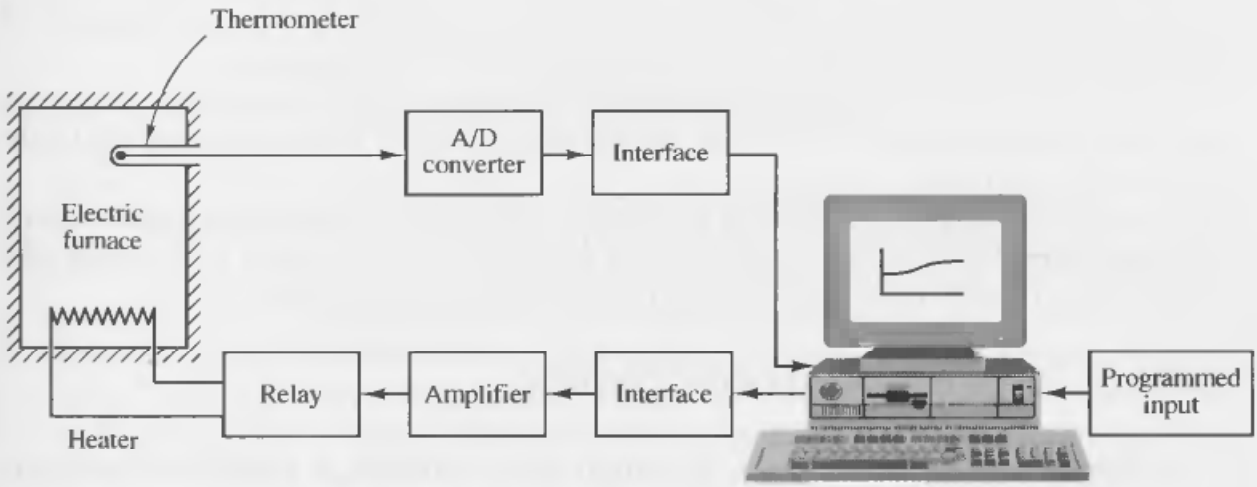 Thermometer
A/D
converter
Interface
Electric
furnace
Relay
Amplifier
Interface
Programmed
input
Heater